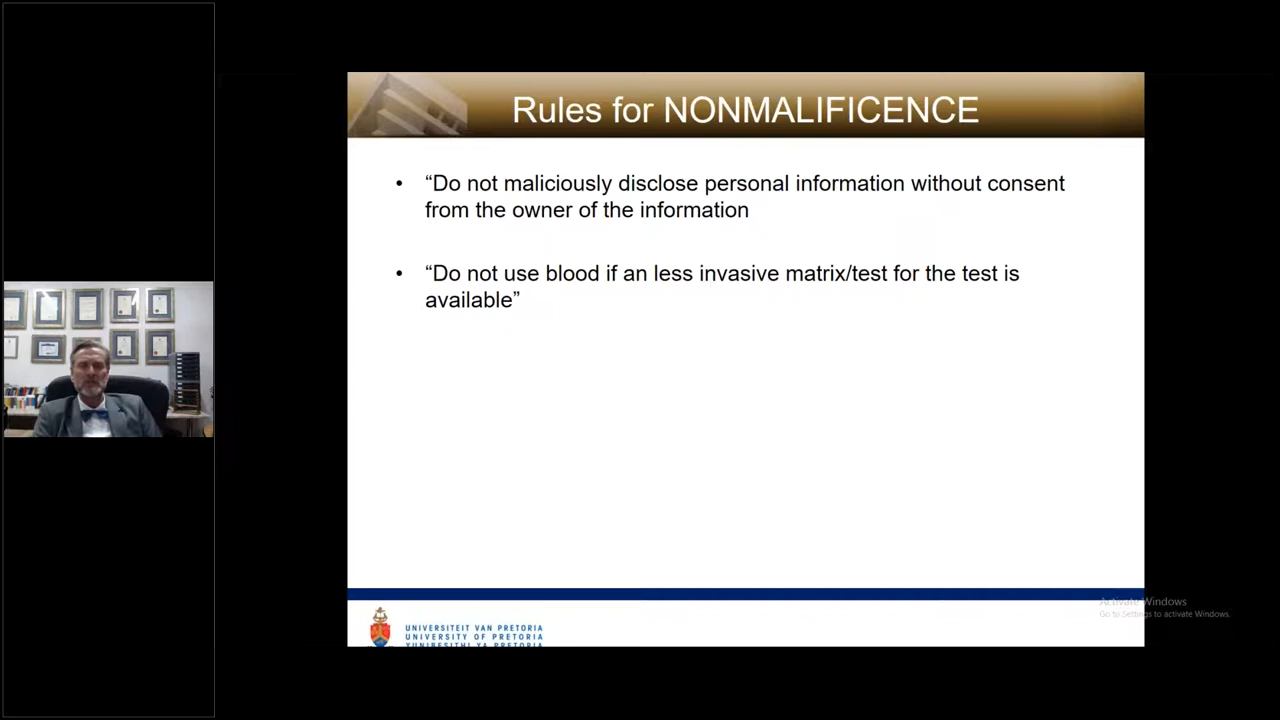 Rules for NONMALIFICENCE
• “Do not maliciously disclose personal information without consent
from the owner of the information
• “Do not use blood if an less invasive matrix/test for the test is
available”
Activate Windows
Go to Settings to activate Windows.
UNIVERSITEIT VAN PRETORIA
UNIVERSITY OF PRETORIA
YUNIBESITHI YA PRETORIA